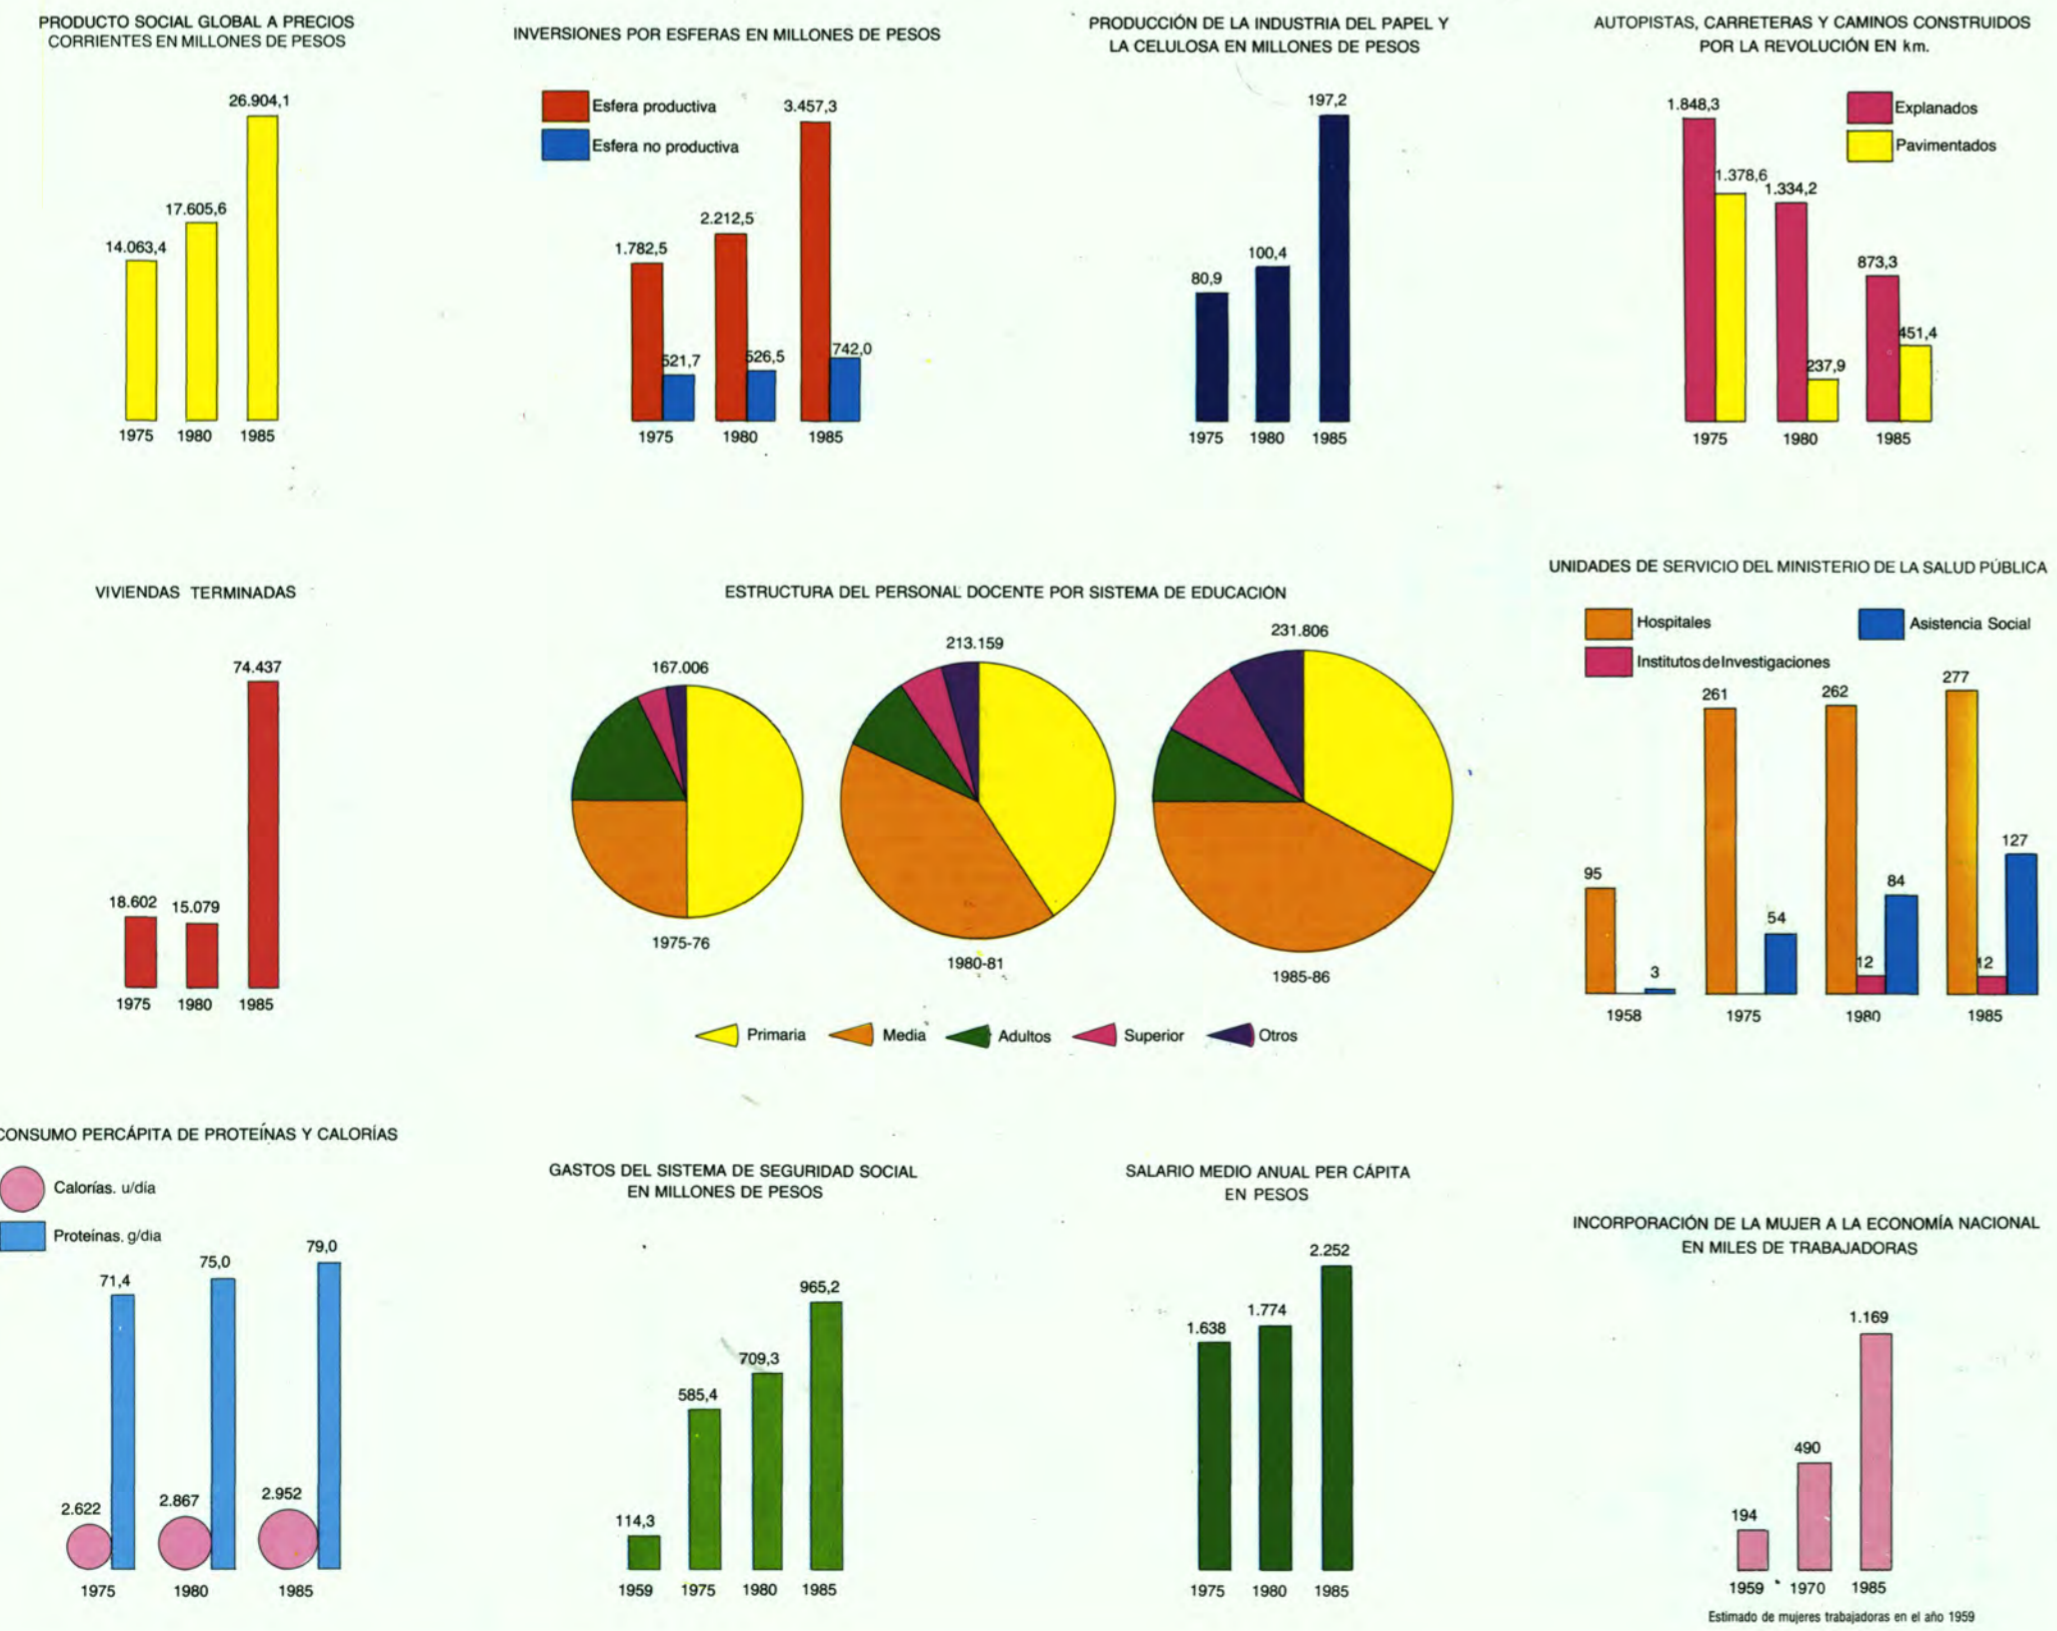 PRODUCTO SOCIAL GLOBAL A PRECIOS
CORRIENTES EN MILLONES DE PESOS
26.904,1
17.605,6
14.063,4
1975 1980 1985
INVERSIONES POR ESFERAS EN MILLONES DE PESOS
Esfera productiva
Esfera no productiva
3.457,3
2.212,5
1.782,5
521,7 526,5 742,0
1975 1980 1985
PRODUCCIÓN DE LA INDUSTRIA DEL PAPEL Y
LA CELULOSA EN MILLONES DE PESOS
197,2
100,4
80,9
1975 1980 1985
AUTOPISTAS, CARRETERAS Y CAMINOS CONSTRUIDOS
POR LA REVOLUCIÓN EN km.
Explanados
Pavimentados
1.848,3
1.378,6
1.334,2
873,3
451,4
237,9
1975 1980 1985
VIVIENDAS TERMINADAS
74.437
18.602 15.079
1975 1980 1985
ESTRUCTURA DEL PERSONAL DOCENTE POR SISTEMA DE EDUCACIÓN
167.006 213.159 231.806
1975-76 1980-81 1985-86
Primaria Media Adultos Superior Otros
UNIDADES DE SERVICIO DEL MINISTERIO DE LA SALUD PÚBLICA
Hospitales Asistencia Social
Institutos de Investigaciones
261 262 277
127
95 84
54
3 12 12
1958 1975 1980 1985
CONSUMO PERCÁPITA DE PROTEÍNAS Y CALORÍAS
Calorías. u/día
Proteínas. g/dia
71,4 75,0 79,0
2.622 2.867 2.952
1975 1980 1985
GASTOS DEL SISTEMA DE SEGURIDAD SOCIAL
EN MILLONES DE PESOS
965,2
709,3
585,4
114,3
1959 1975 1980 1985
SALARIO MEDIO ANUAL PER CÁPITA
EN PESOS
2.252
1.774
1.638
1975 1980 1985
INCORPORACIÓN DE LA MUJER A LA ECONOMÍA NACIONAL
EN MILES DE TRABAJADORAS
1.169
490
194
1959 1970 1985
Estimado de mujeres trabajadoras en el año 1959